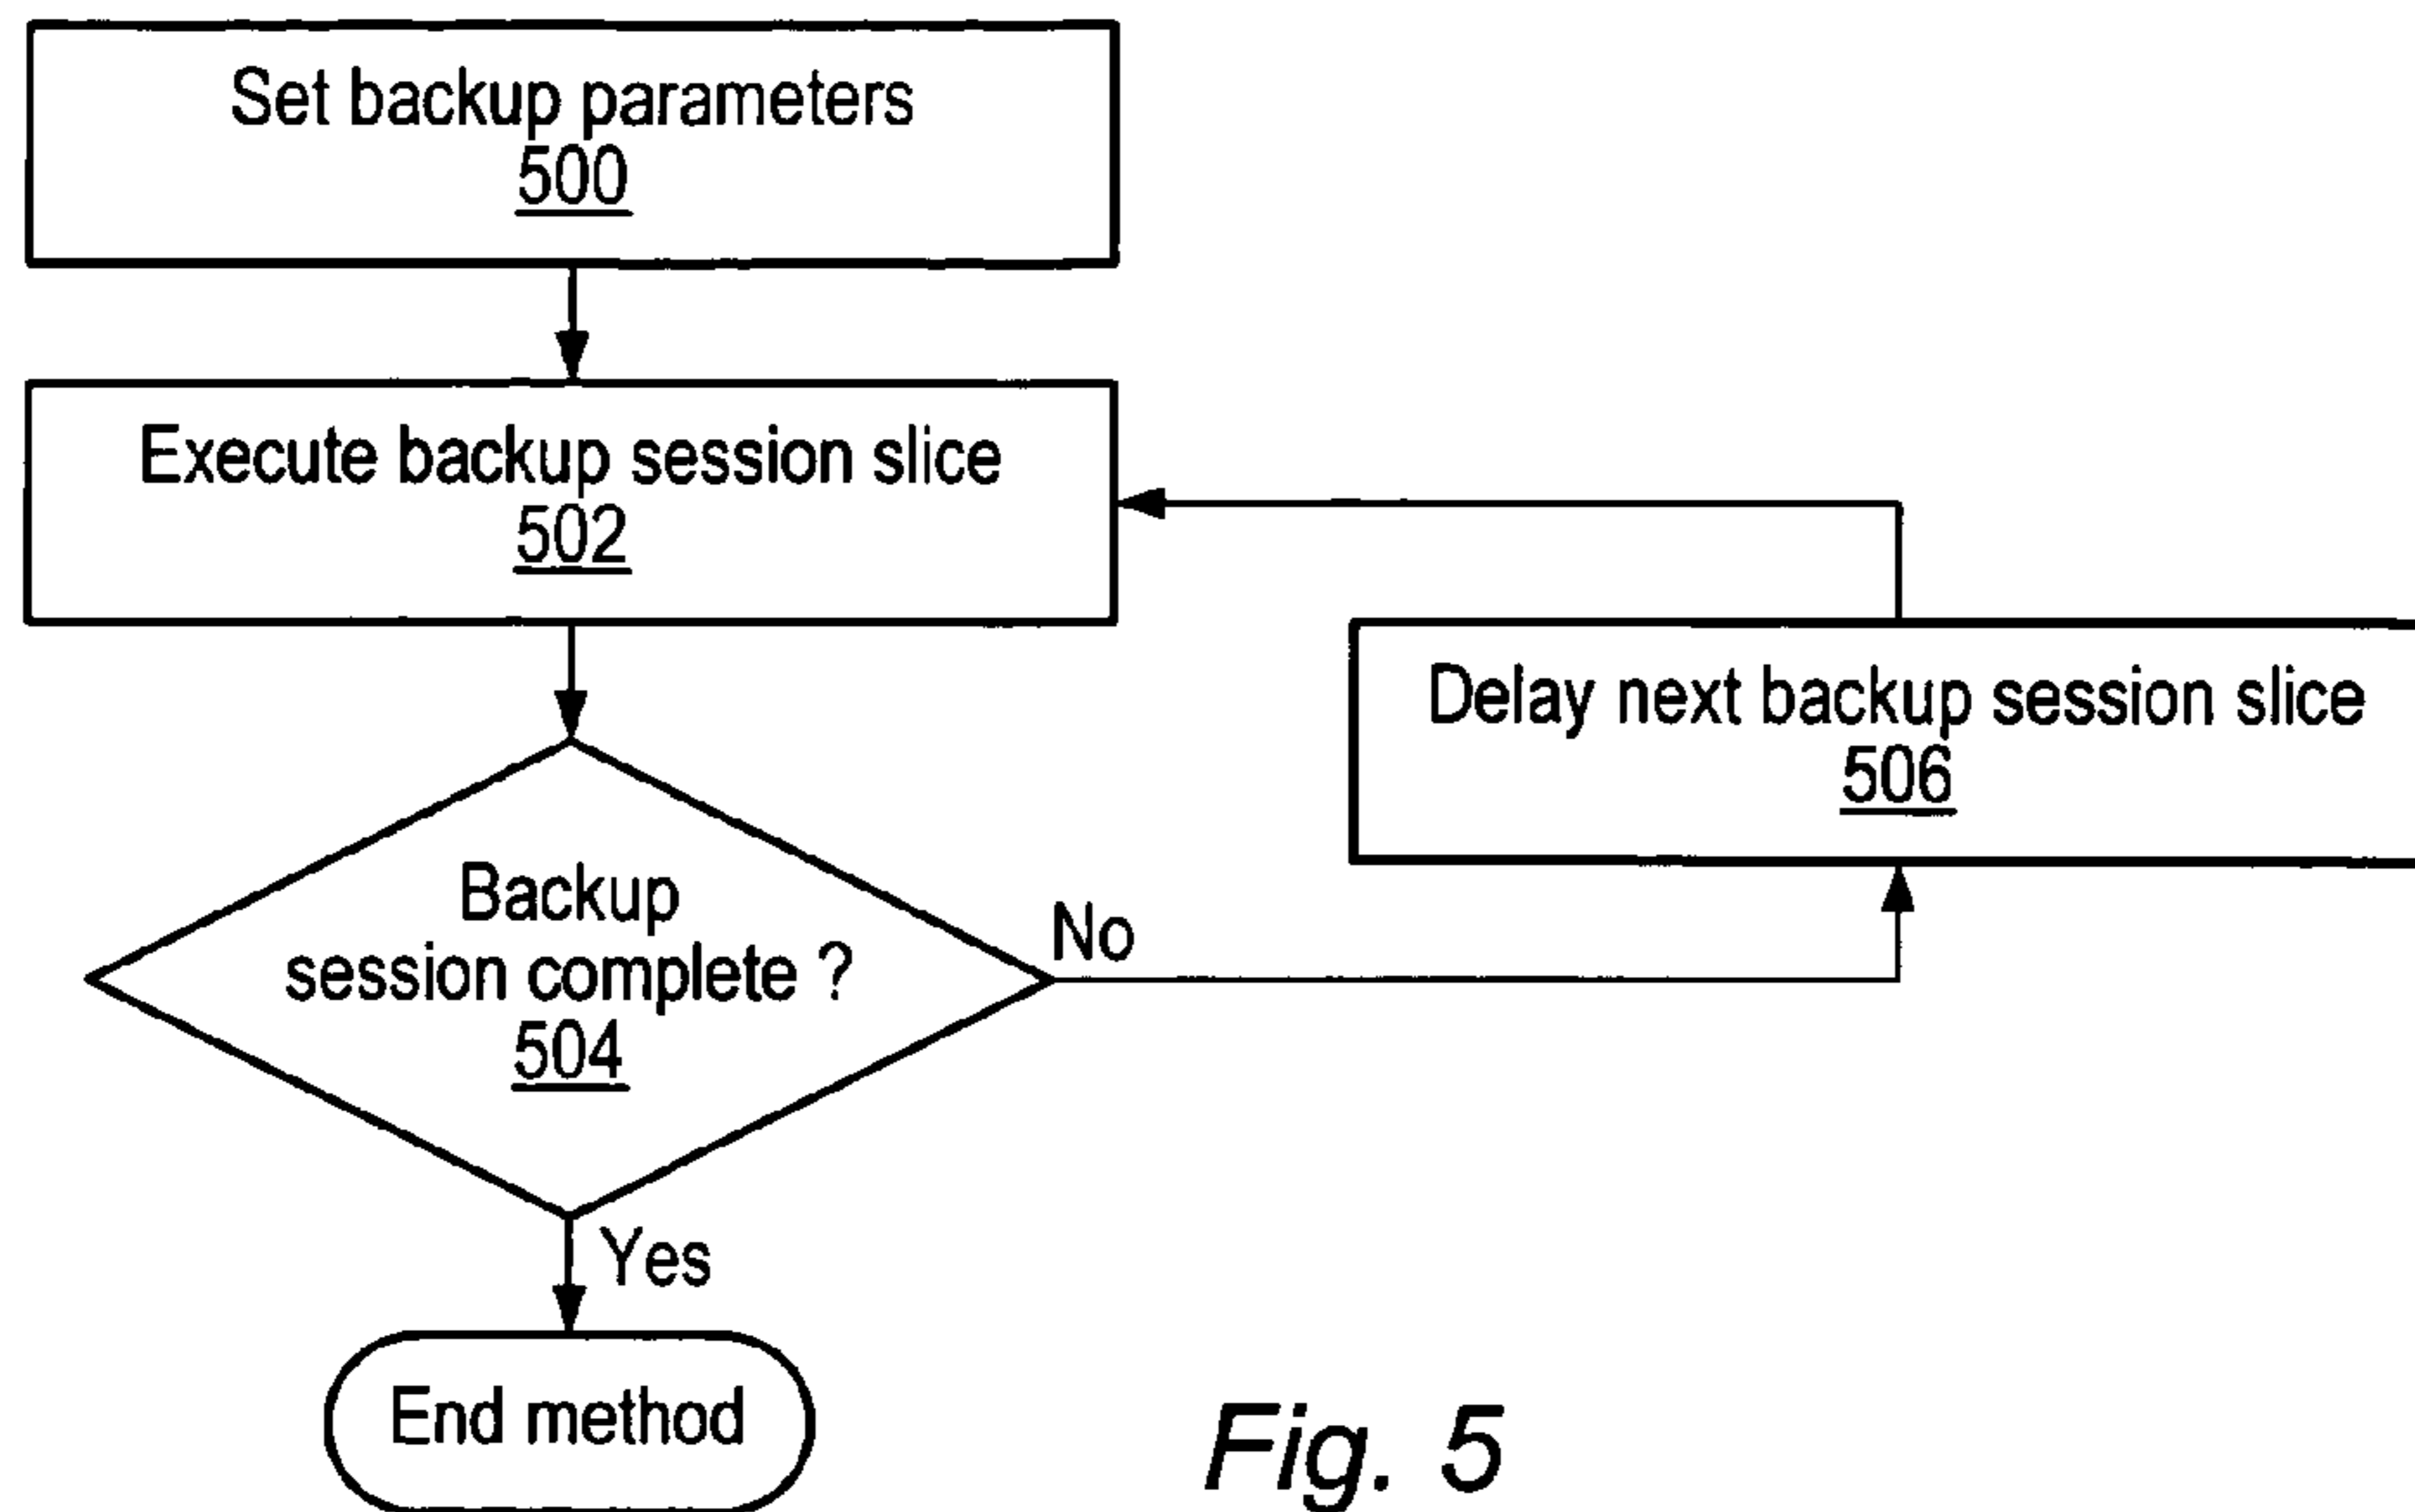 Set backup parameters
500
Execute backup session slice
502
Delay next backup session slice
506
Backup
session complete ?
504
No
Yes
End method
Fig. 5